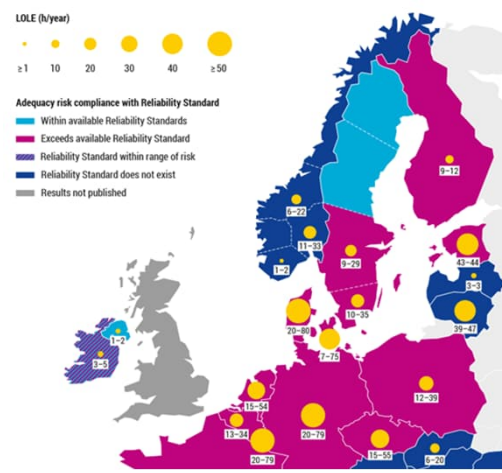 LOLE (h/year)
≥1 10 20 30 40 ≥50
Adequacy risk compliance with Reliability Standard
Within available Reliability Standards
Exceeds available Reliability Standard
Reliability Standard within range of risk
Reliability Standard does not exist
Results not published
9–12
6–22
11–33
43–44
1–2
9–29
3–3
10–35
20–80
39–47
1–2
7–75
3–5
12–39
15–54
13–34
20–79
20–79
15–55
6–20